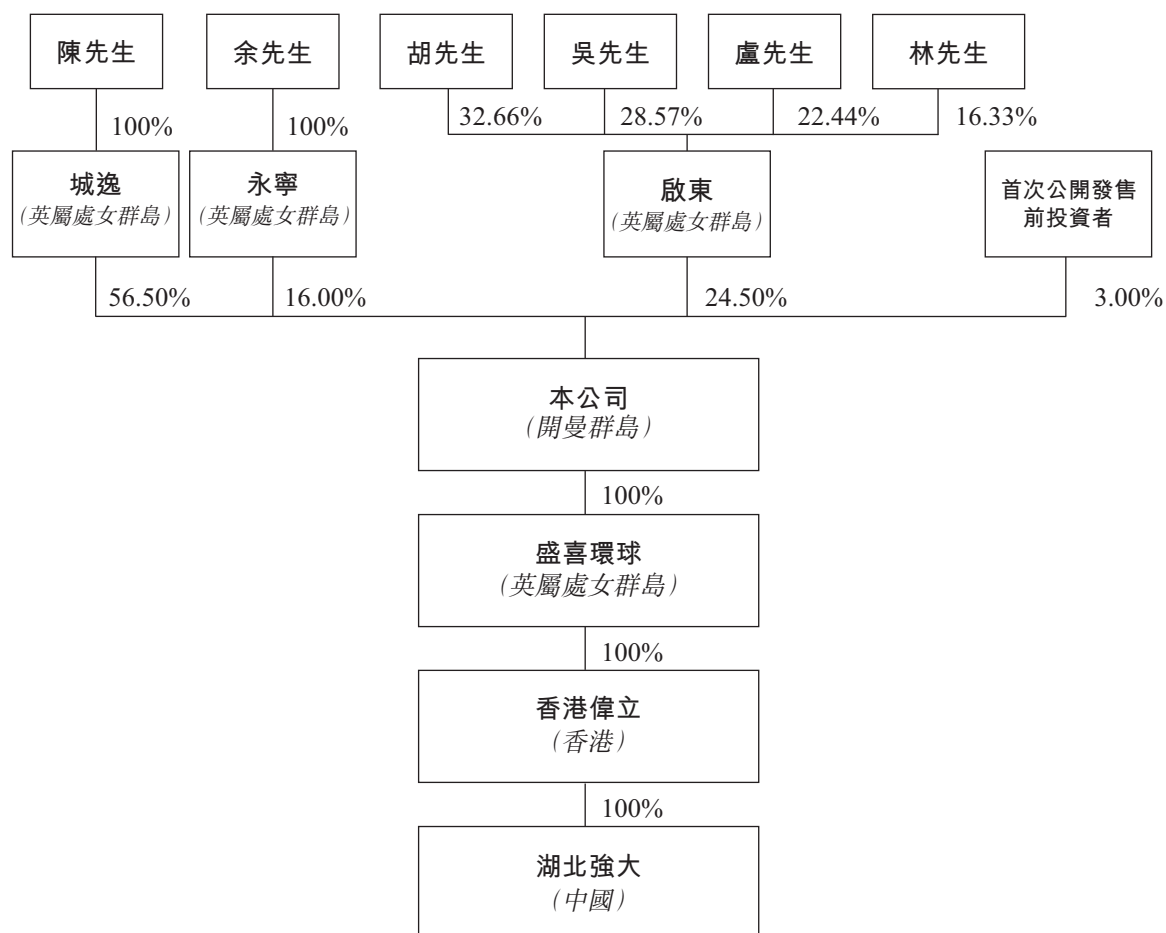 陳先生
余先生
胡先生
吳先生
盧先生
林先生
100%
100%
32.66%
28.57%
22.44%
16.33%
城逸
(英屬處女群島)
永寧
(英屬處女群島)
啟東
(英屬處女群島)
首次公開發售
前投資者
56.50%
16.00%
24.50%
3.00%
本公司
(開曼群島)
100%
盛喜環球
(英屬處女群島)
100%
香港偉立
(香港)
100%
湖北強大
(中國)